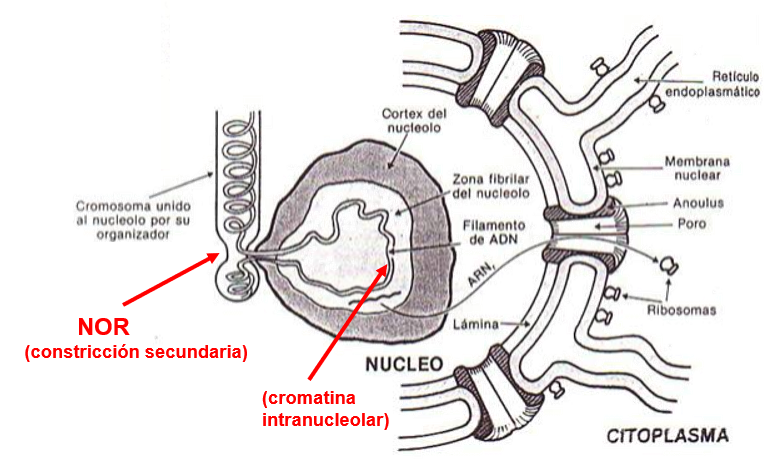 Retículo
endoplasmático
Cortex del
nucleolo
Membrana
nuclear
Zona fibrilar
del nucleolo
Cromosoma unido
al nucleolo por su
organizador
Anoulus
Poro
Filamento
de ADN
ARN,
Ribosomas
NOR
(constricción secundaria)
Lámina
NUCLEO
(cromatina
intranucleolar)
CITOPLASMA